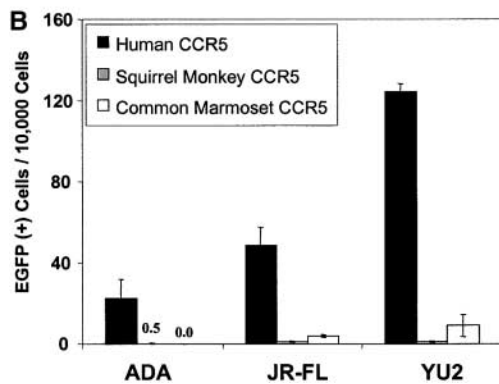 B
160
Human CCR5
Squirrel Monkey CCR5
Common Marmoset CCR5
120
80
40
0
EGFP (+) Cells / 10,000 Cells
0.5
0.0
ADA
JR-FL
YU2